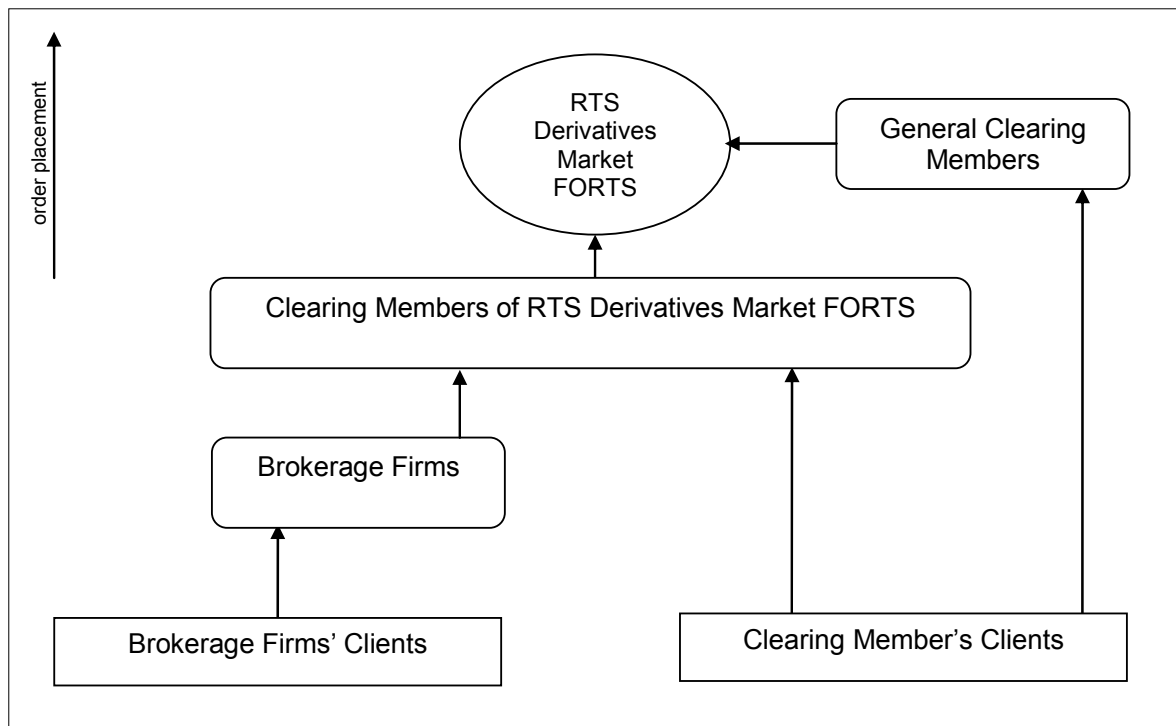 order placement
RTS
Derivatives
Market
FORTS
General Clearing
Members
Clearing Members of RTS Derivatives Market FORTS
Brokerage Firms
Brokerage Firms’ Clients
Clearing Member’s Clients